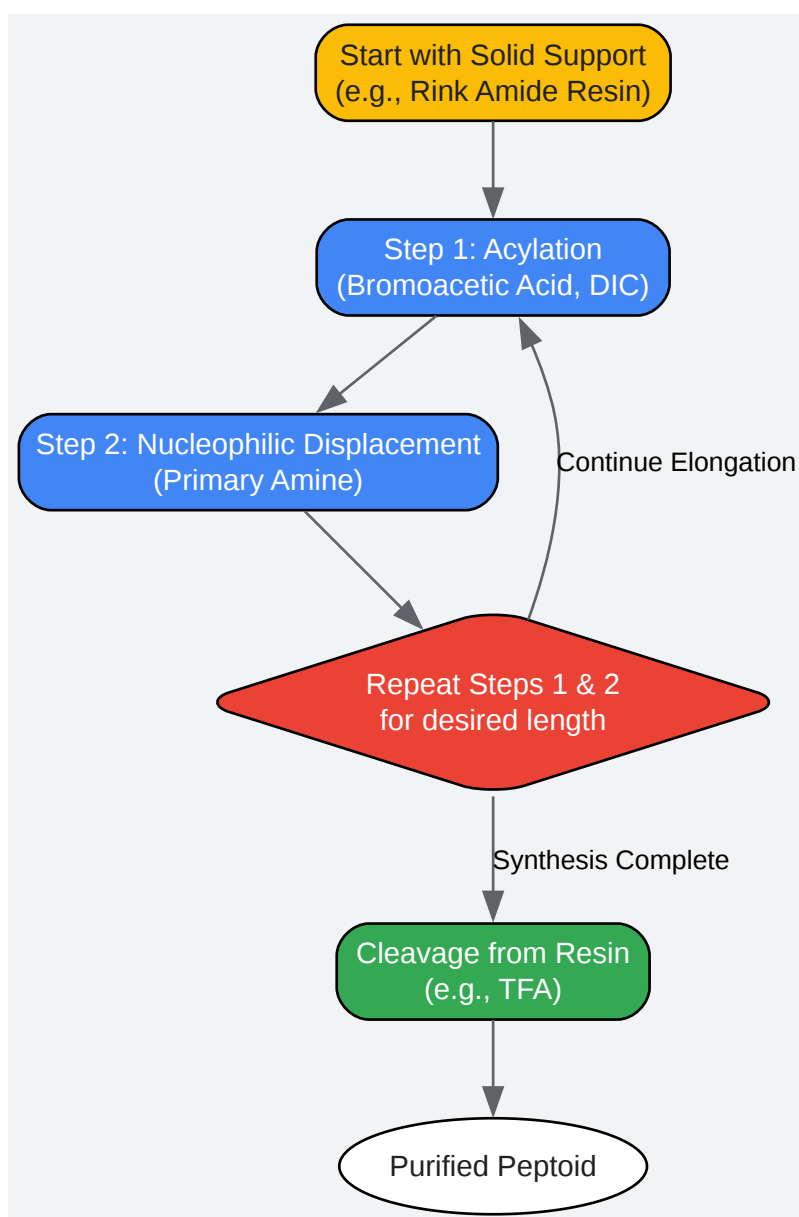 Start with Solid Support
(e.g., Rink Amide Resin)
Step 1: Acylation
(Bromoacetic Acid, DIC)
Step 2: Nucleophilic Displacement
(Primary Amine)
Continue Elongation
Repeat Steps 1 & 2
for desired length
Synthesis Complete
Cleavage from Resin
(e.g., TFA)
Purified Peptoid